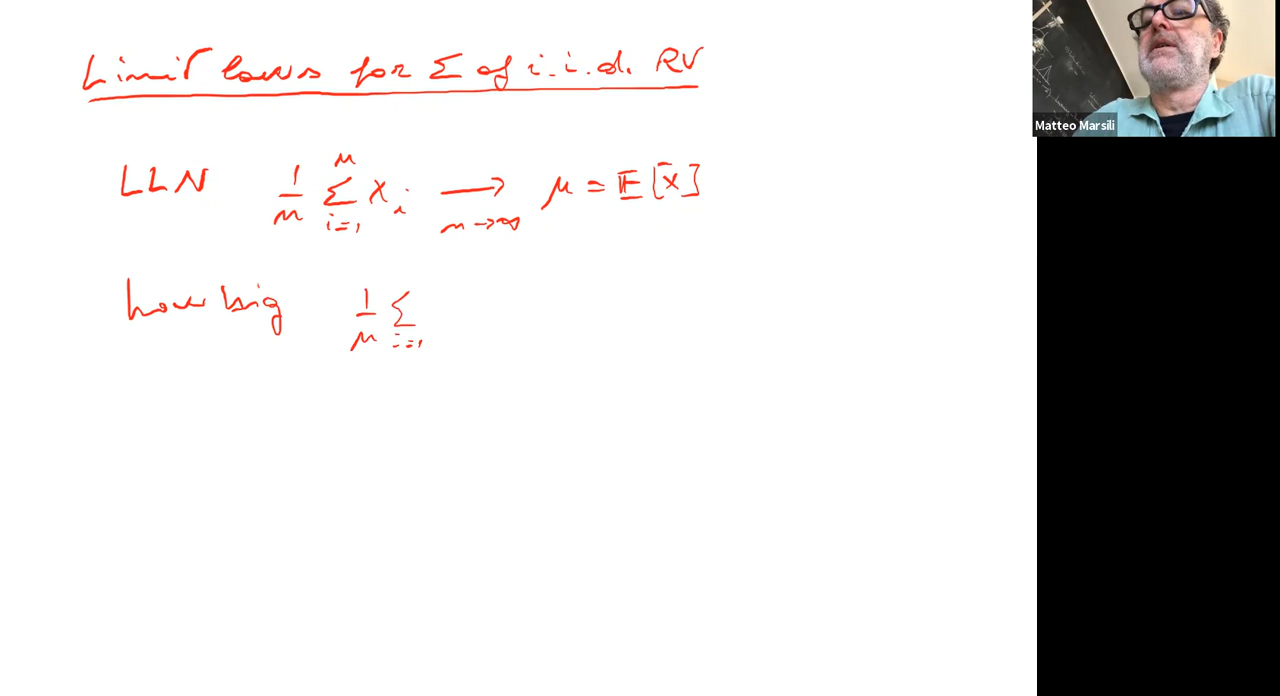 Limit laws for Σ of i.i.d. RV
Matteo Marsili
LLN 1/n Σ_{i=1}^{n} x_i ⟶_{n→∞} μ = 𝔼[x]
how big 1/n Σ_{i=1}